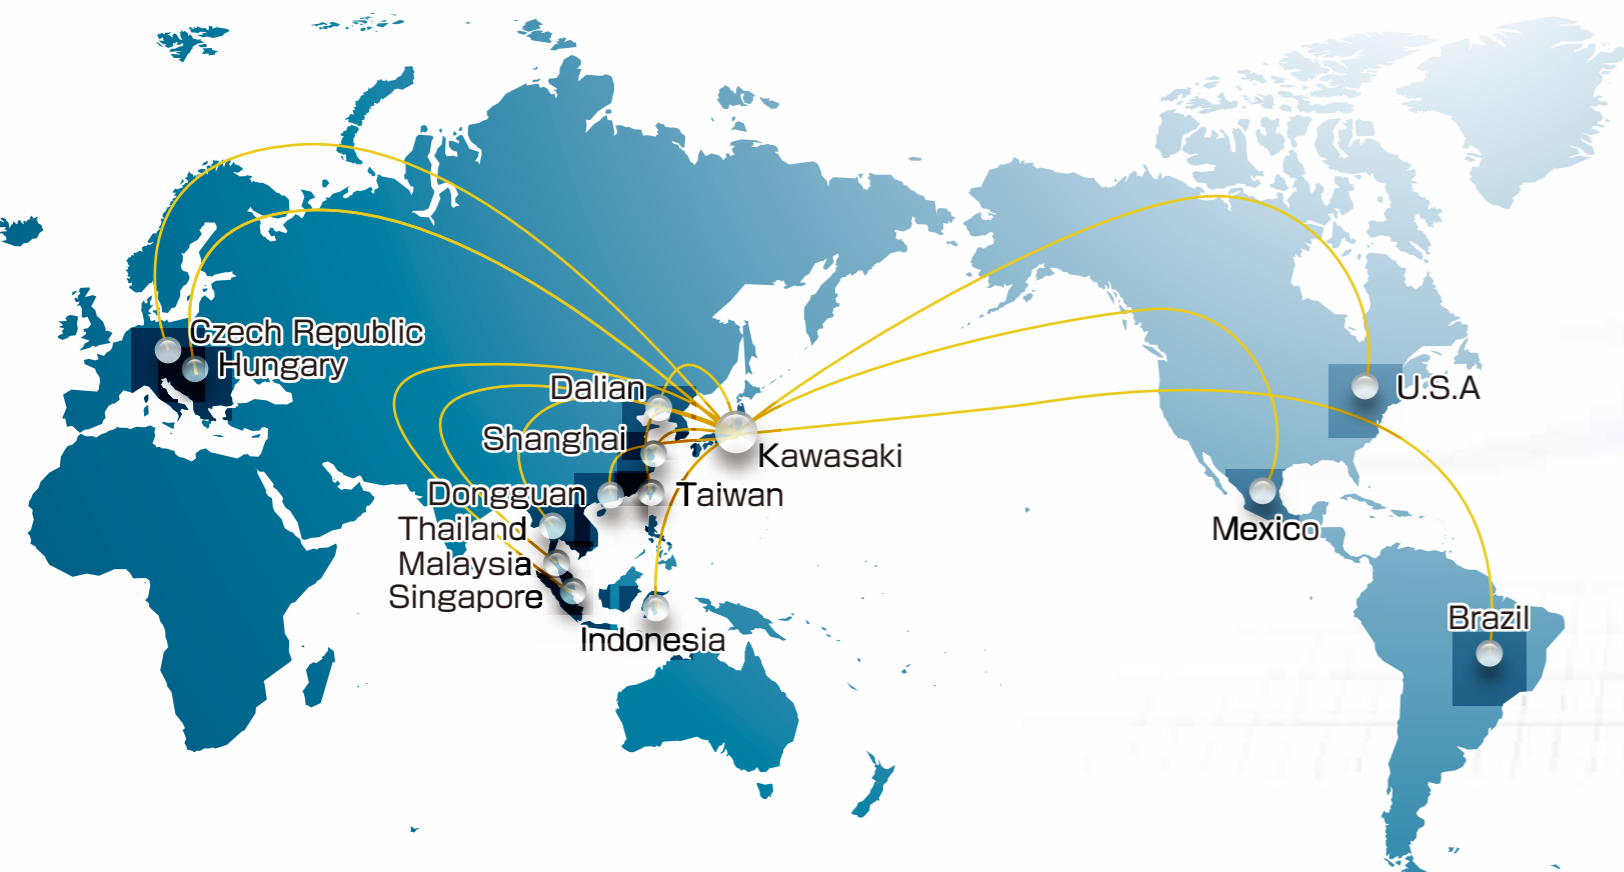 Czech Republic
Hungary
Dalian
Shanghai
Kawasaki
U.S.A
Dongguan
Taiwan
Thailand
Mexico
Malaysia
Singapore
Indonesia
Brazil